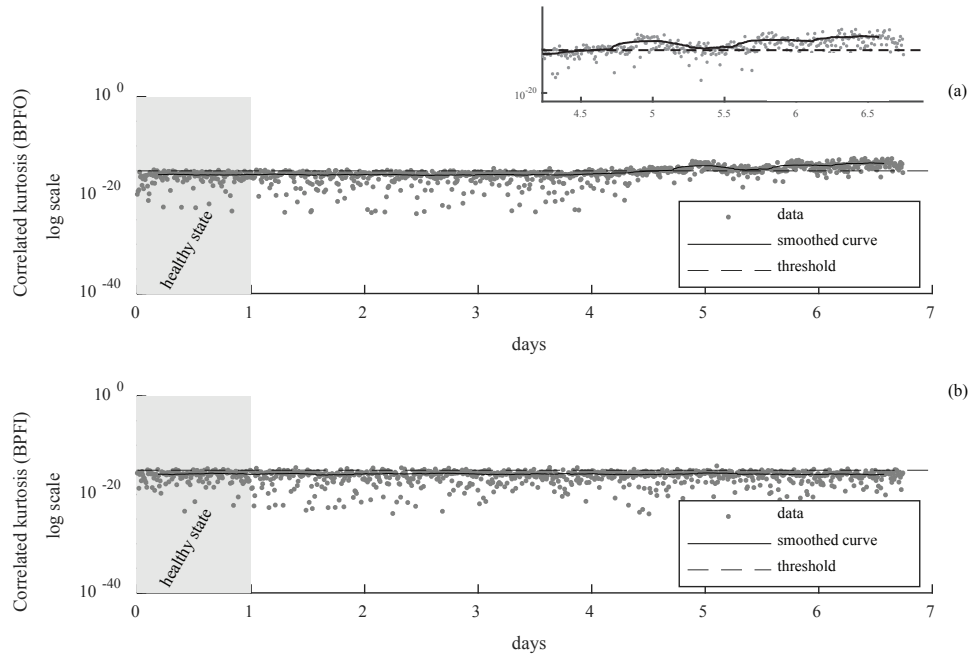 10^-20
4.5 5 5.5 6 6.5
(a)
Correlated kurtosis (BPFO)
log scale
10^0
10^-20
10^-40
healthy state
data
smoothed curve
threshold
0 1 2 3 4 5 6 7
days
(b)
Correlated kurtosis (BPFI)
log scale
10^0
10^-20
10^-40
healthy state
data
smoothed curve
threshold
0 1 2 3 4 5 6 7
days